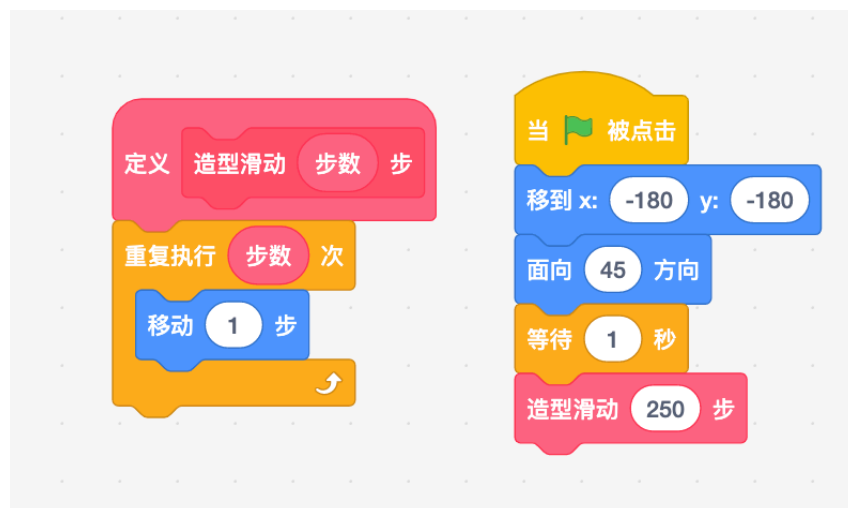 定义 造型滑动 步数 步
重复执行 步数 次
移动 1 步
当 被点击
移到 x: -180 y: -180
面向 45 方向
等待 1 秒
造型滑动 250 步